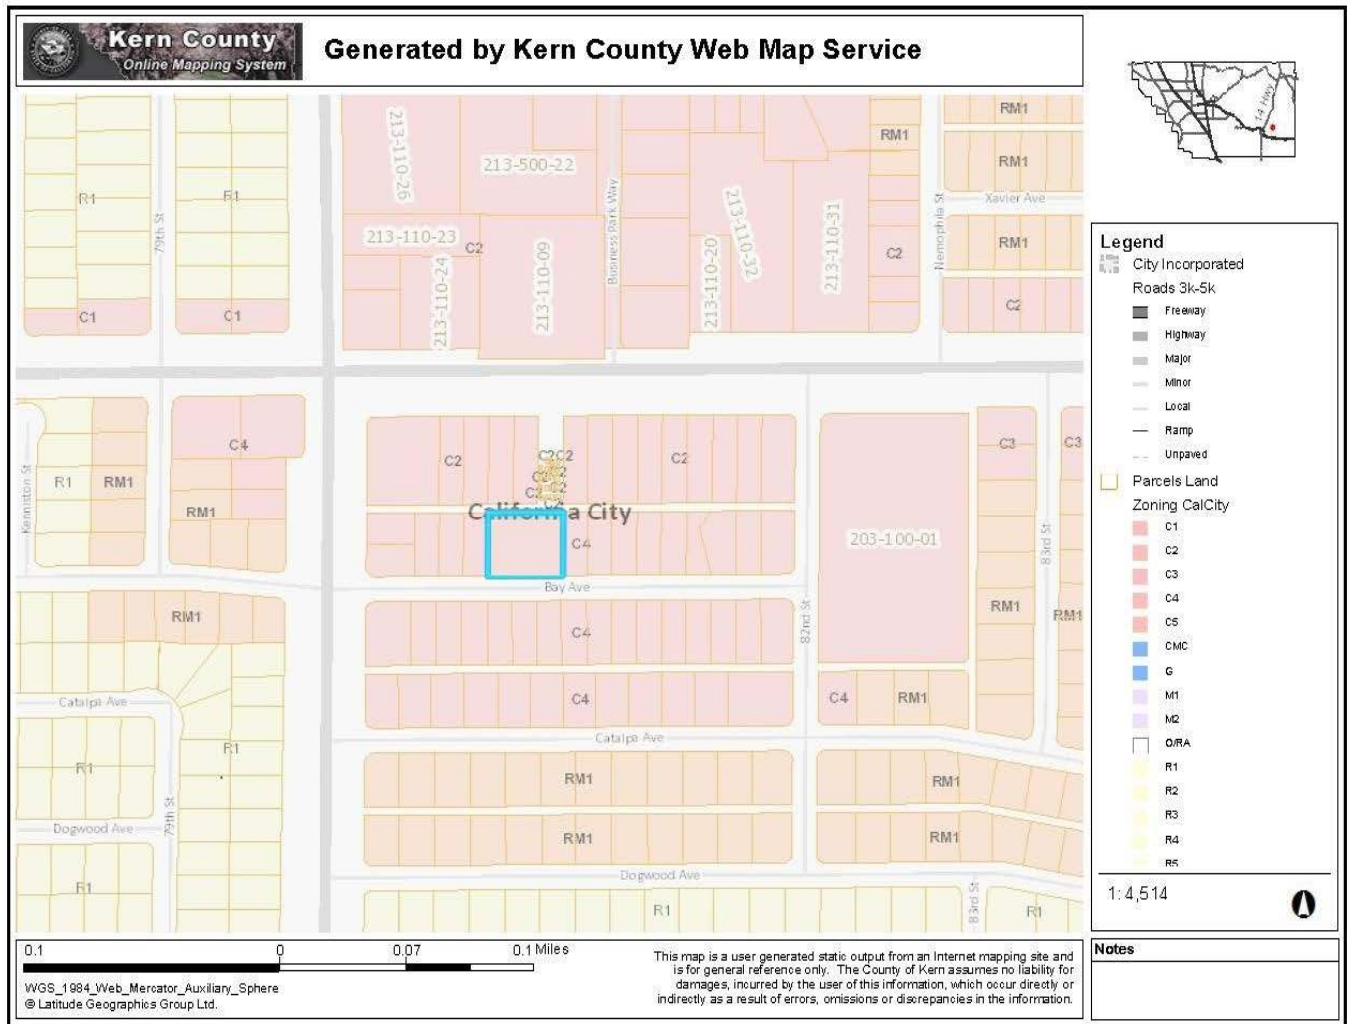 Kern County
Online Mapping System
Generated by Kern County Web Map Service
14 Hwy
R1
R1
79th St
C1
C1
213-110-26
213-500-22
213-110-23
C2
213-110-24
213-110-09
Business Park Way
213-110-20
213-110-32
213-110-31
RM1
C2
Nemophila St
RM1
RM1
Xavier Ave
RM1
C2
Kenniston St
R1
RM1
C4
RM1
C2
C2C2
C2
C2
C2
California City
C4
Bay Ave
203-100-01
82nd St
C3
C3
83rd St
RM1
RM1
RM1
C4
C4
C4
RM1
Catalpa Ave
Catalpa Ave
R1
R1
RM1
RM1
79th St
Dogwood Ave
RM1
RM1
Dogwood Ave
R1
R1
83rd St
R1
Legend
City Incorporated
Roads 3k-5k
Freeway
Highway
Major
Minor
Local
Ramp
Unpaved
Parcels Land
Zoning CalCity
C1
C2
C3
C4
C5
CMC
G
M1
M2
O/RA
R1
R2
R3
R4
R5
1: 4,514
0.1 0 0.07 0.1 Miles
WGS_1984_Web_Mercator_Auxiliary_Sphere
© Latitude Geographics Group Ltd.
This map is a user generated static output from an Internet mapping site and
is for general reference only. The County of Kern assumes no liability for
damages, incurred by the user of this information, which occur directly or
indirectly as a result of errors, omissions or discrepancies in the information.
Notes